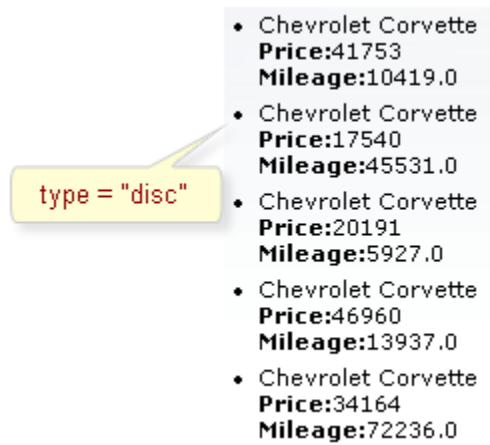 • Chevrolet Corvette
Price:41753
Mileage:10419.0
• Chevrolet Corvette
Price:17540
Mileage:45531.0
type = "disc"
• Chevrolet Corvette
Price:20191
Mileage:5927.0
• Chevrolet Corvette
Price:46960
Mileage:13937.0
• Chevrolet Corvette
Price:34164
Mileage:72236.0